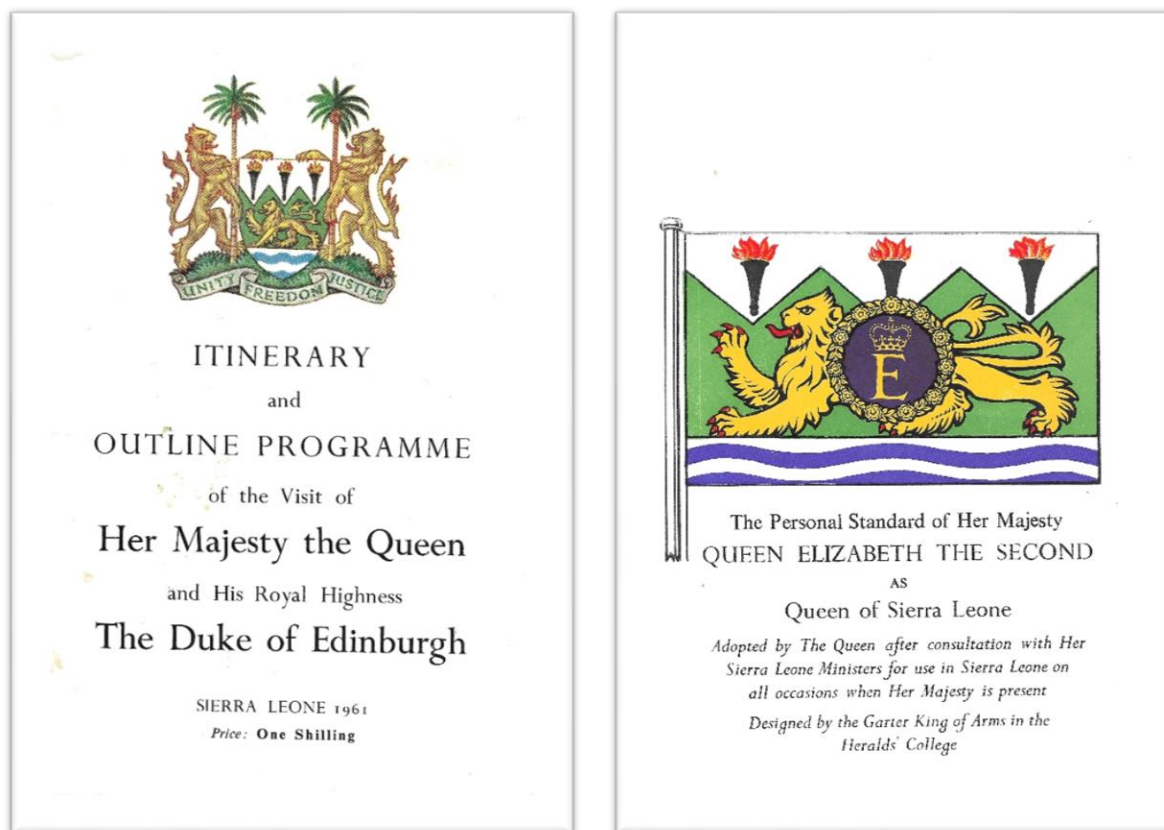 UNITY FREEDOM JUSTICE
ITINERARY
and
OUTLINE PROGRAMME
of the Visit of
Her Majesty the Queen
and His Royal Highness
The Duke of Edinburgh
SIERRA LEONE 1961
Price: One Shilling
E
The Personal Standard of Her Majesty
QUEEN ELIZABETH THE SECOND
AS
Queen of Sierra Leone
Adopted by The Queen after consultation with Her
Sierra Leone Ministers for use in Sierra Leone on
all occasions when Her Majesty is present
Designed by the Garter King of Arms in the
Heralds' College